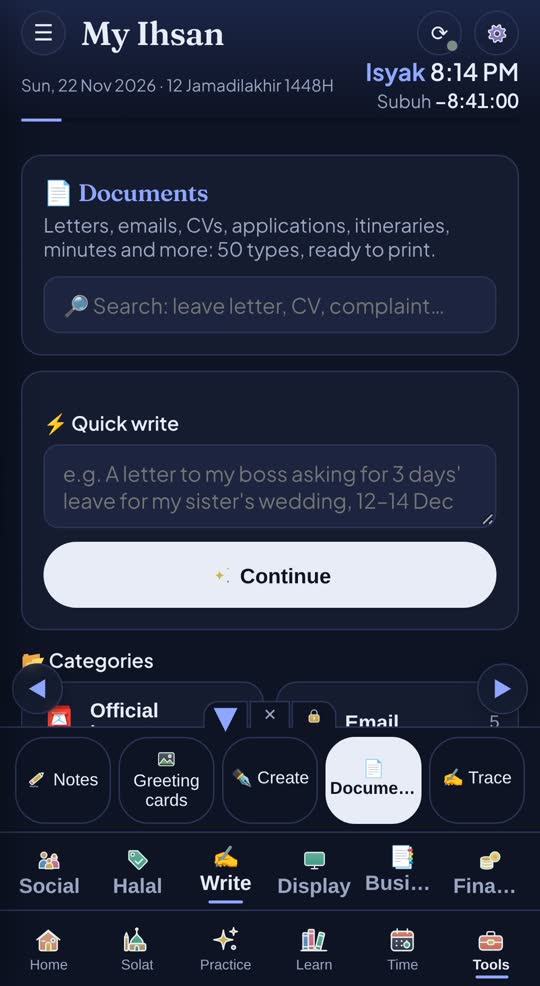 My Ihsan
Sun, 22 Nov 2026 · 12 Jamadilakhir 1448H
Isyak 8:14 PM
Subuh −8:41:00
Documents
Letters, emails, CVs, applications, itineraries,
minutes and more: 50 types, ready to print.
Search: leave letter, CV, complaint…
Quick write
e.g. A letter to my boss asking for 3 days'
leave for my sister's wedding, 12–14 Dec
Continue
Categories
Official
Email
5
Notes
Greeting
cards
Create
Docume…
Trace
Social
Halal
Write
Display
Busi…
Fina…
Home
Solat
Practice
Learn
Time
Tools